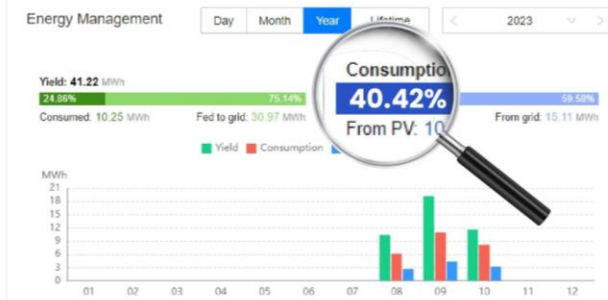 Energy Management
Day Month Year Lifetime < 2023 >
Yield: 41.22 MWh
Consumptio
24.86% 75.14% 40.42% 59.58%
Consumed: 10.25 MWh Fed to grid: 30.97 MWh From PV: 10 From grid: 15.11 MWh
Yield Consumption
MWh
21
18
15
12
9
6
3
0
01 02 03 04 05 06 07 08 09 10 11 12